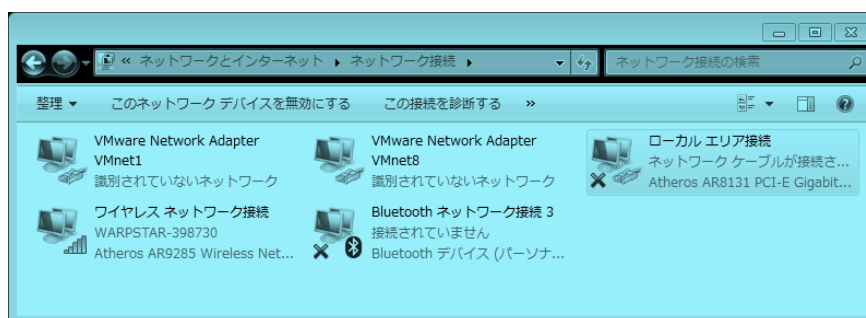 « ネットワークとインターネット ▶ ネットワーク接続 ▶
ネットワーク接続の検索
整理 ▼ このネットワーク デバイスを無効にする この接続を診断する »
VMware Network Adapter
VMnet1
識別されていないネットワーク
VMware Network Adapter
VMnet8
識別されていないネットワーク
ローカル エリア接続
ネットワーク ケーブルが接続さ...
Atheros AR8131 PCI-E Gigabit...
ワイヤレス ネットワーク接続
WARPSTAR-398730
Atheros AR9285 Wireless Net...
Bluetooth ネットワーク接続 3
接続されていません
Bluetooth デバイス (パーソナ...